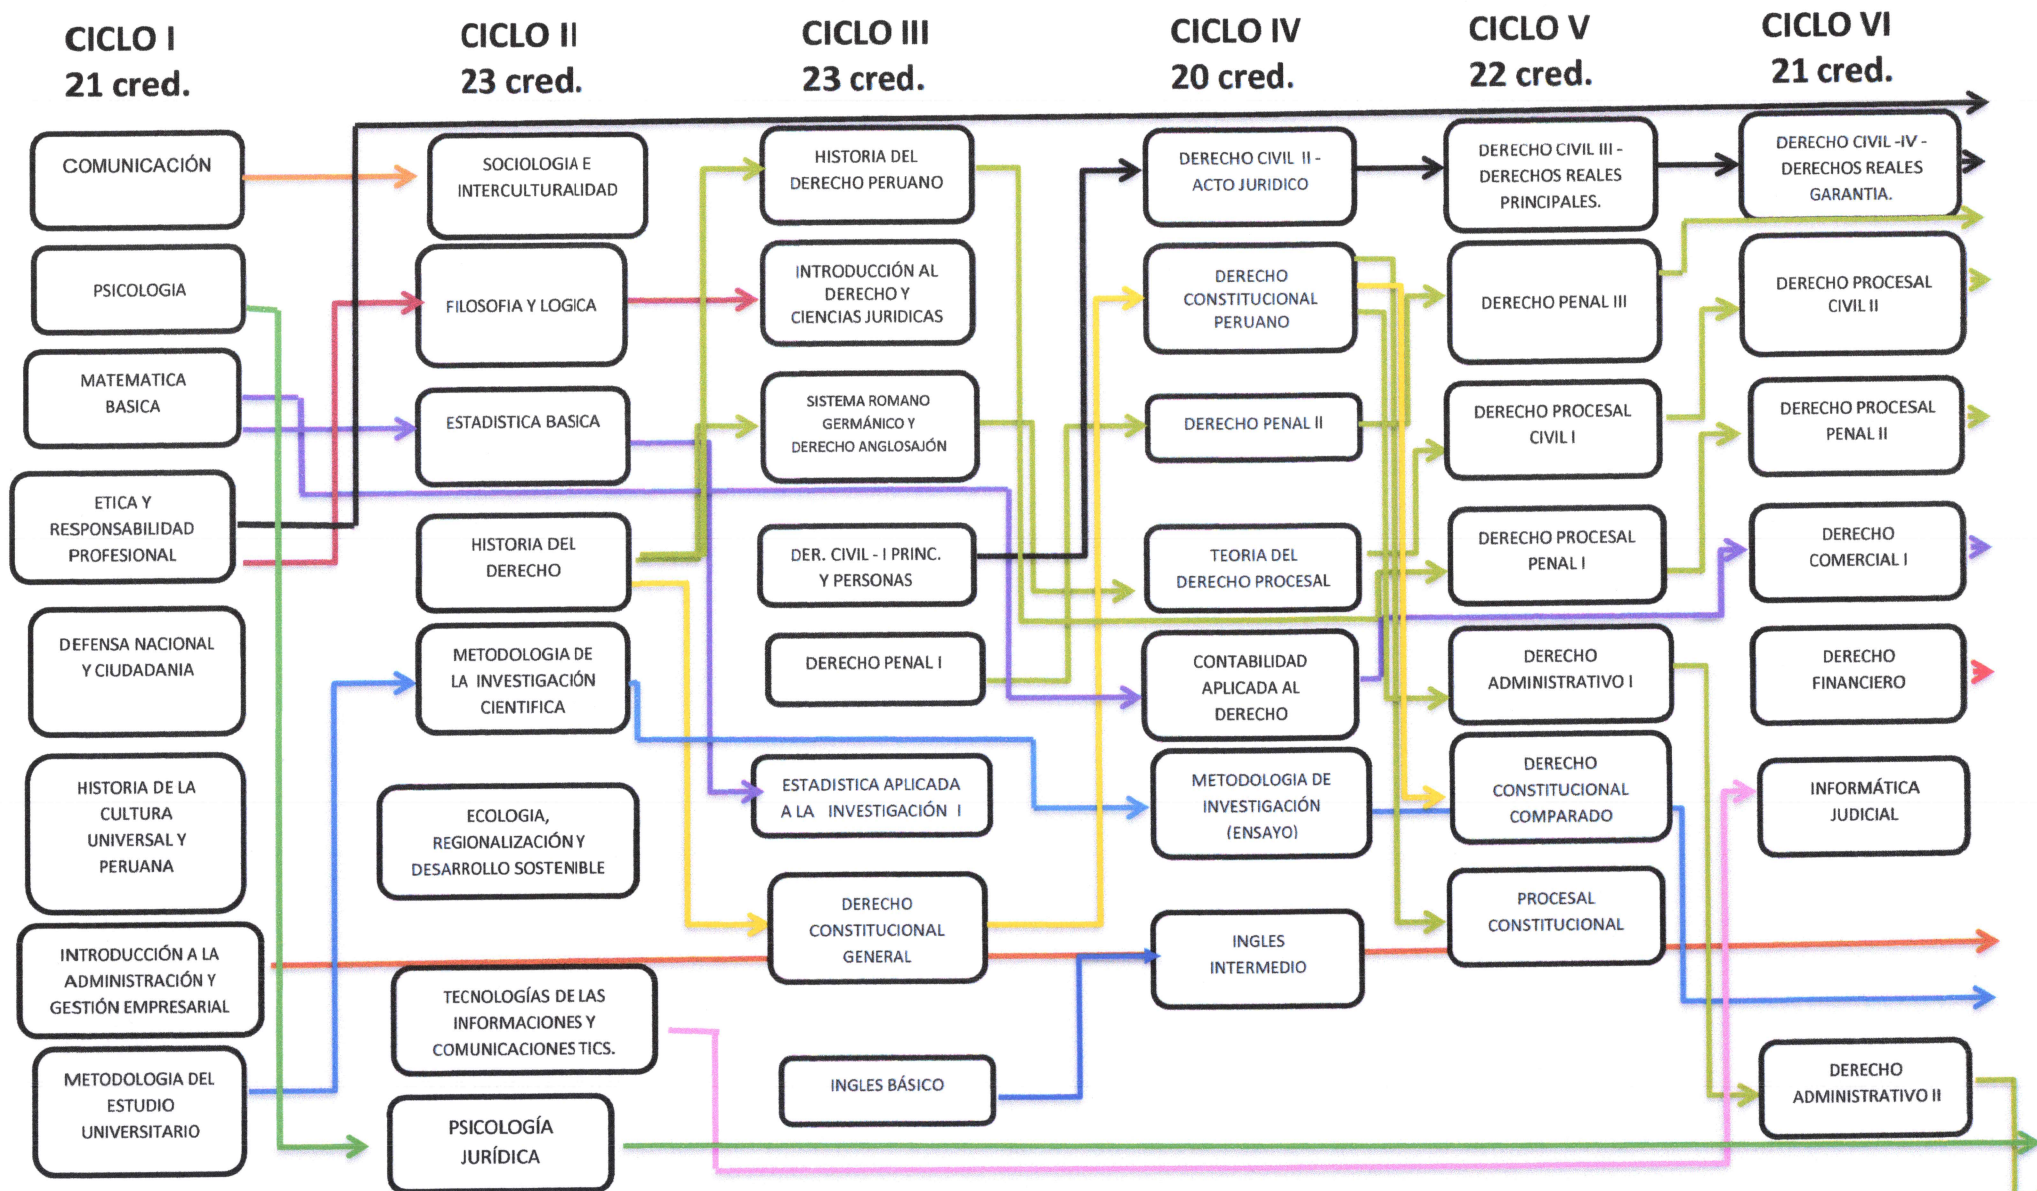 CICLO I
21 cred.
CICLO II
23 cred.
CICLO III
23 cred.
CICLO IV
20 cred.
CICLO V
22 cred.
CICLO VI
21 cred.
COMUNICACIÓN
PSICOLOGIA
MATEMATICA
BASICA
ETICA Y
RESPONSABILIDAD
PROFESIONAL
DEFENSA NACIONAL
Y CIUDADANIA
HISTORIA DE LA
CULTURA
UNIVERSAL Y
PERUANA
INTRODUCCIÓN A LA
ADMINISTRACIÓN Y
GESTIÓN EMPRESARIAL
METODOLOGIA DEL
ESTUDIO
UNIVERSITARIO
SOCIOLOGIA E
INTERCULTURALIDAD
FILOSOFIA Y LOGICA
ESTADISTICA BASICA
HISTORIA DEL
DERECHO
METODOLOGIA DE
LA INVESTIGACIÓN
CIENTIFICA
ECOLOGIA,
REGIONALIZACIÓN Y
DESARROLLO SOSTENIBLE
TECNOLOGÍAS DE LAS
INFORMACIONES Y
COMUNICACIONES TICS.
PSICOLOGÍA
JURÍDICA
HISTORIA DEL
DERECHO PERUANO
INTRODUCCIÓN AL
DERECHO Y
CIENCIAS JURIDICAS
SISTEMA ROMANO
GERMÁNICO Y
DERECHO ANGLOSAJÓN
DER. CIVIL - I PRINC.
Y PERSONAS
DERECHO PENAL I
ESTADISTICA APLICADA
A LA INVESTIGACIÓN I
DERECHO
CONSTITUCIONAL
GENERAL
INGLES BÁSICO
DERECHO CIVIL II -
ACTO JURIDICO
DERECHO
CONSTITUCIONAL
PERUANO
DERECHO PENAL II
TEORIA DEL
DERECHO PROCESAL
CONTABILIDAD
APLICADA AL
DERECHO
METODOLOGIA DE
INVESTIGACIÓN
(ENSAYO)
INGLES
INTERMEDIO
DERECHO CIVIL III -
DERECHOS REALES
PRINCIPALES.
DERECHO PENAL III
DERECHO PROCESAL
CIVIL I
DERECHO PROCESAL
PENAL I
DERECHO
ADMINISTRATIVO I
DERECHO
CONSTITUCIONAL
COMPARADO
PROCESAL
CONSTITUCIONAL
DERECHO CIVIL -IV -
DERECHOS REALES
GARANTIA.
DERECHO PROCESAL
CIVIL II
DERECHO PROCESAL
PENAL II
DERECHO
COMERCIAL I
DERECHO
FINANCIERO
INFORMÁTICA
JUDICIAL
DERECHO
ADMINISTRATIVO II